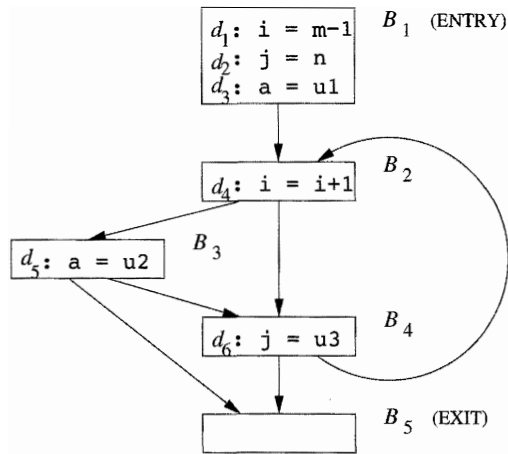 d₁: i = m-1
d₂: j = n
d₃: a = u1
B₁ (ENTRY)
d₄: i = i+1
B₂
d₅: a = u2
B₃
d₆: j = u3
B₄
B₅ (EXIT)